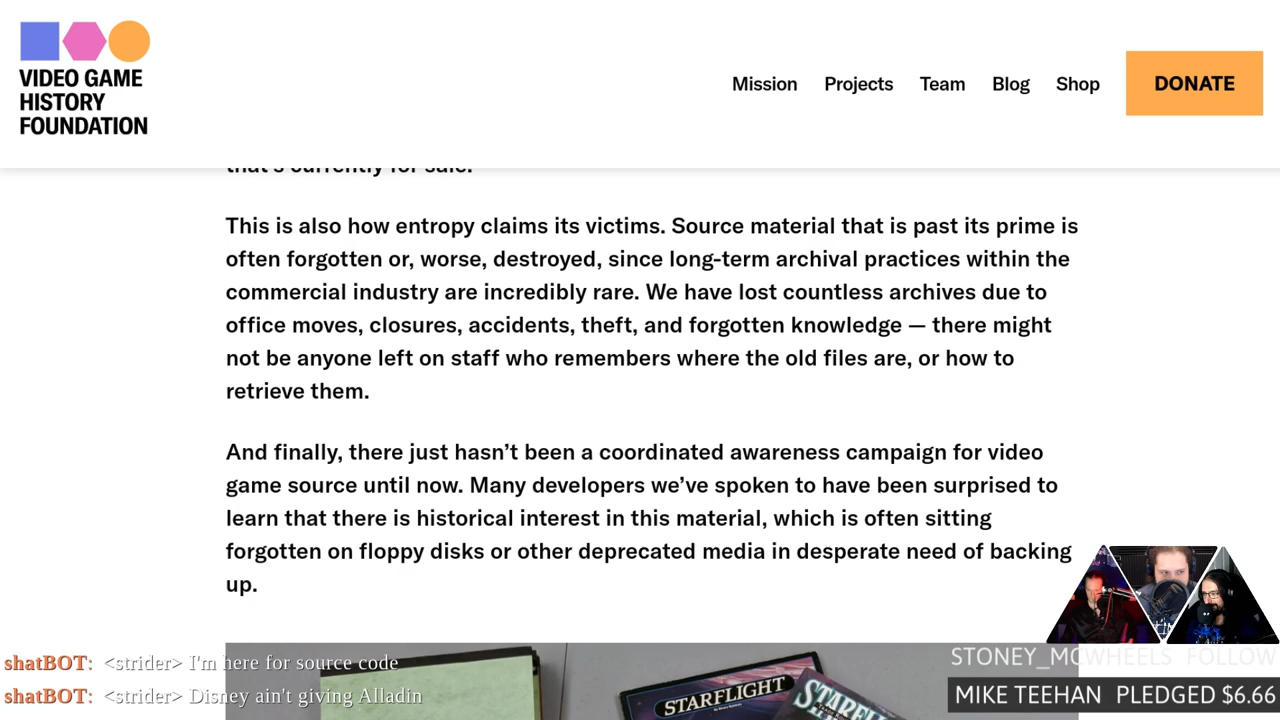 VIDEO GAME
HISTORY
FOUNDATION
Mission Projects Team Blog Shop DONATE
that's currently for sale.
This is also how entropy claims its victims. Source material that is past its prime is
often forgotten or, worse, destroyed, since long-term archival practices within the
commercial industry are incredibly rare. We have lost countless archives due to
office moves, closures, accidents, theft, and forgotten knowledge — there might
not be anyone left on staff who remembers where the old files are, or how to
retrieve them.
And finally, there just hasn’t been a coordinated awareness campaign for video
game source until now. Many developers we’ve spoken to have been surprised to
learn that there is historical interest in this material, which is often sitting
forgotten on floppy disks or other deprecated media in desperate need of backing
up.
STARFLIGHT
shatBOT: <strider> I'm here for source code
shatBOT: <strider> Disney ain't giving Alladin
STONEY_MCWHEELS FOLLOW
MIKE TEEHAN PLEDGED $6.66